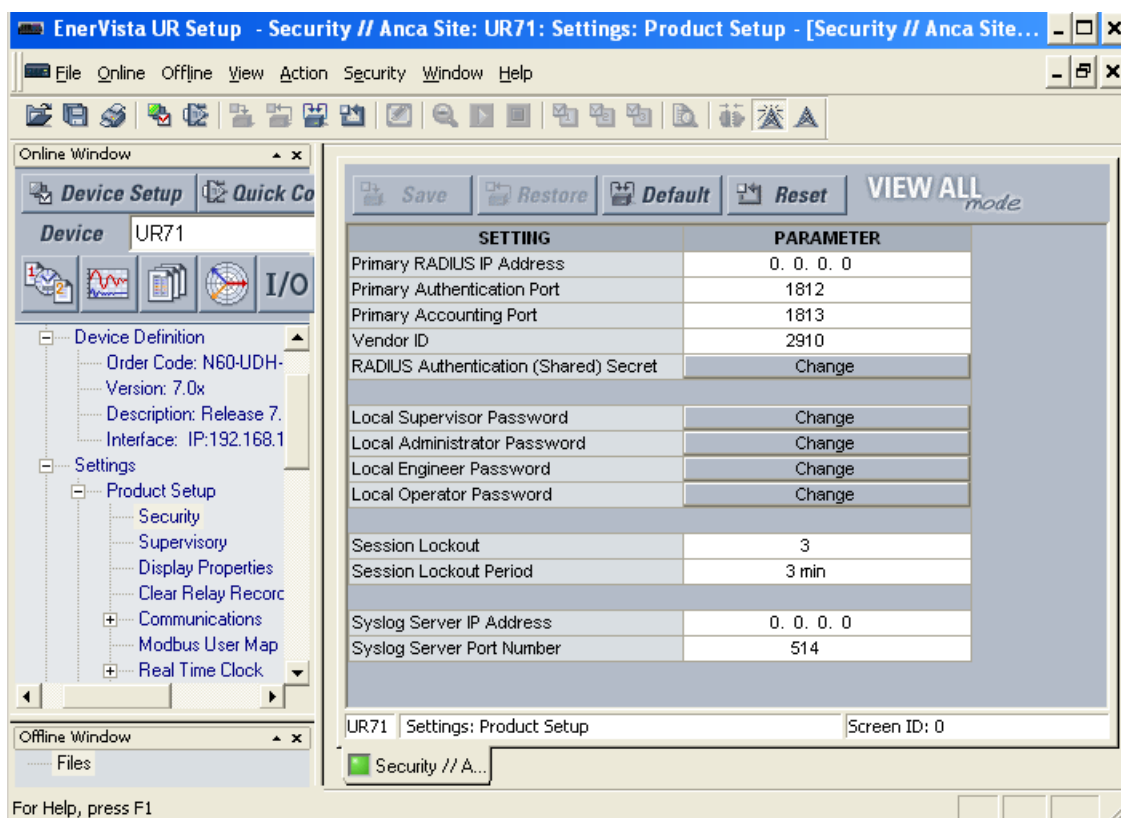 EnerVista UR Setup - Security // Anca Site: UR71: Settings: Product Setup - [Security // Anca Site...
File Online Offline View Action Security Window Help
Online Window
Device Setup Quick Co
Device UR71
I/O
Device Definition
Order Code: N60-UDH-
Version: 7.0x
Description: Release 7.
Interface: IP:192.168.1
Settings
Product Setup
Security
Supervisory
Display Properties
Clear Relay Recorc
Communications
Modbus User Map
Real Time Clock
Offline Window
Files
Save Restore Default Reset VIEW ALL mode
SETTING PARAMETER
Primary RADIUS IP Address 0. 0. 0. 0
Primary Authentication Port 1812
Primary Accounting Port 1813
Vendor ID 2910
RADIUS Authentication (Shared) Secret Change
Local Supervisor Password Change
Local Administrator Password Change
Local Engineer Password Change
Local Operator Password Change
Session Lockout 3
Session Lockout Period 3 min
Syslog Server IP Address 0. 0. 0. 0
Syslog Server Port Number 514
UR71 Settings: Product Setup Screen ID: 0
Security // A...
For Help, press F1